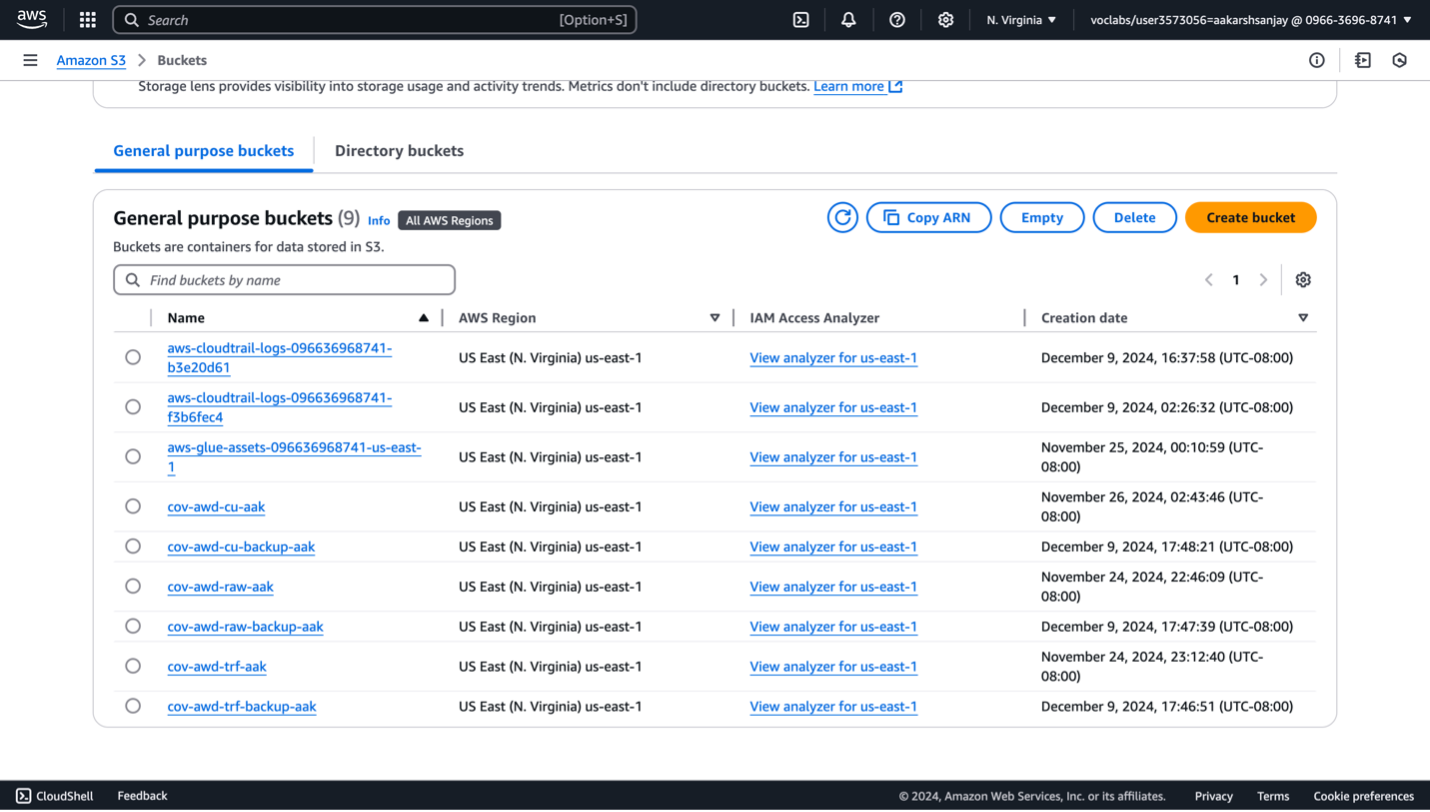 aws
Search [Option+S] N. Virginia ▼ voclabs/user3573056=aakarshsanjay @ 0966-3696-8741 ▼
Amazon S3 > Buckets
Storage lens provides visibility into storage usage and activity trends. Metrics don't include directory buckets. Learn more
General purpose buckets Directory buckets
General purpose buckets (9) Info All AWS Regions Copy ARN Empty Delete Create bucket
Buckets are containers for data stored in S3.
Find buckets by name < 1 >
Name AWS Region IAM Access Analyzer Creation date
aws-cloudtrail-logs-096636968741-
b3e20d61 US East (N. Virginia) us-east-1 View analyzer for us-east-1 December 9, 2024, 16:37:58 (UTC-08:00)
aws-cloudtrail-logs-096636968741-
f3b6fec4 US East (N. Virginia) us-east-1 View analyzer for us-east-1 December 9, 2024, 02:26:32 (UTC-08:00)
aws-glue-assets-096636968741-us-east-
1 US East (N. Virginia) us-east-1 View analyzer for us-east-1 November 25, 2024, 00:10:59 (UTC-
08:00)
cov-awd-cu-aak US East (N. Virginia) us-east-1 View analyzer for us-east-1 November 26, 2024, 02:43:46 (UTC-
08:00)
cov-awd-cu-backup-aak US East (N. Virginia) us-east-1 View analyzer for us-east-1 December 9, 2024, 17:48:21 (UTC-08:00)
cov-awd-raw-aak US East (N. Virginia) us-east-1 View analyzer for us-east-1 November 24, 2024, 22:46:09 (UTC-
08:00)
cov-awd-raw-backup-aak US East (N. Virginia) us-east-1 View analyzer for us-east-1 December 9, 2024, 17:47:39 (UTC-08:00)
cov-awd-trf-aak US East (N. Virginia) us-east-1 View analyzer for us-east-1 November 24, 2024, 23:12:40 (UTC-
08:00)
cov-awd-trf-backup-aak US East (N. Virginia) us-east-1 View analyzer for us-east-1 December 9, 2024, 17:46:51 (UTC-08:00)
CloudShell Feedback © 2024, Amazon Web Services, Inc. or its affiliates. Privacy Terms Cookie preferences